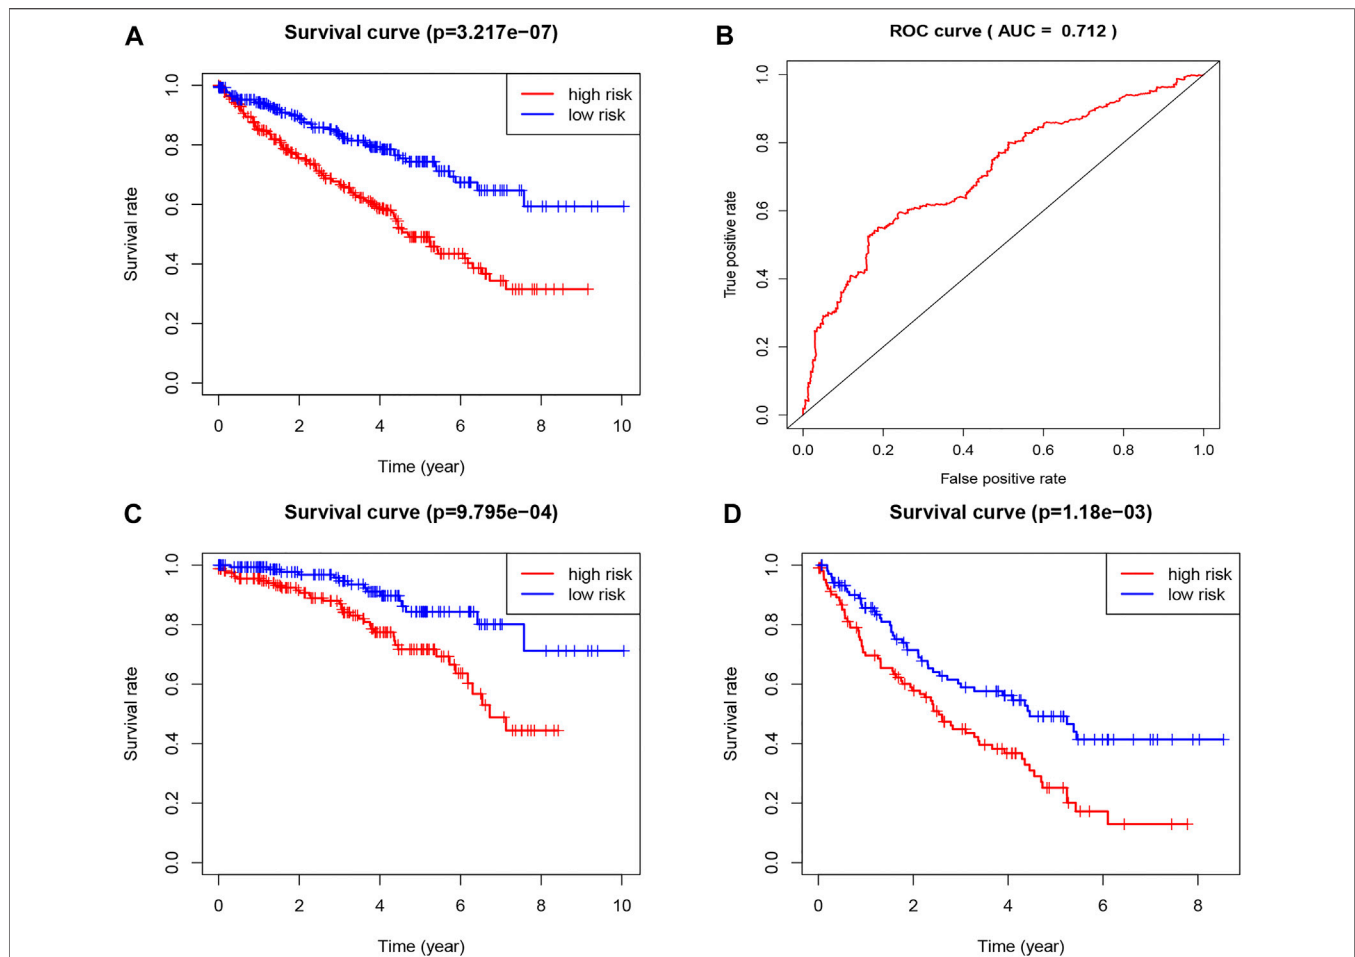 A
Survival curve (p=3.217e−07)
high risk
low risk
Survival rate
0.0
0.2
0.4
0.6
0.8
1.0
0
2
4
6
8
10
Time (year)
B
ROC curve ( AUC = 0.712 )
True positive rate
0.0
0.2
0.4
0.6
0.8
1.0
0.0
0.2
0.4
0.6
0.8
1.0
False positive rate
C
Survival curve (p=9.795e−04)
high risk
low risk
Survival rate
0.0
0.2
0.4
0.6
0.8
1.0
0
2
4
6
8
10
Time (year)
D
Survival curve (p=1.18e−03)
high risk
low risk
Survival rate
0.0
0.2
0.4
0.6
0.8
1.0
0
2
4
6
8
Time (year)